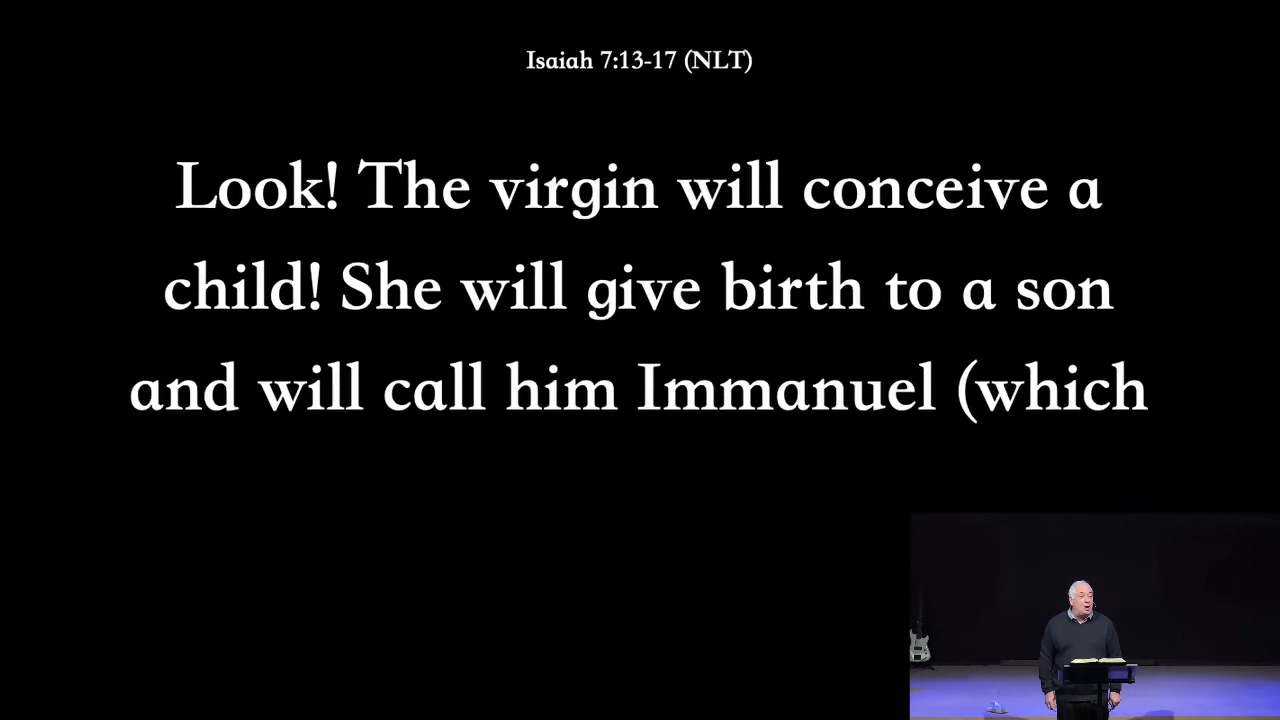 Isaiah 7:13-17 (NLT)
Look! The virgin will conceive a
child! She will give birth to a son
and will call him Immanuel (which